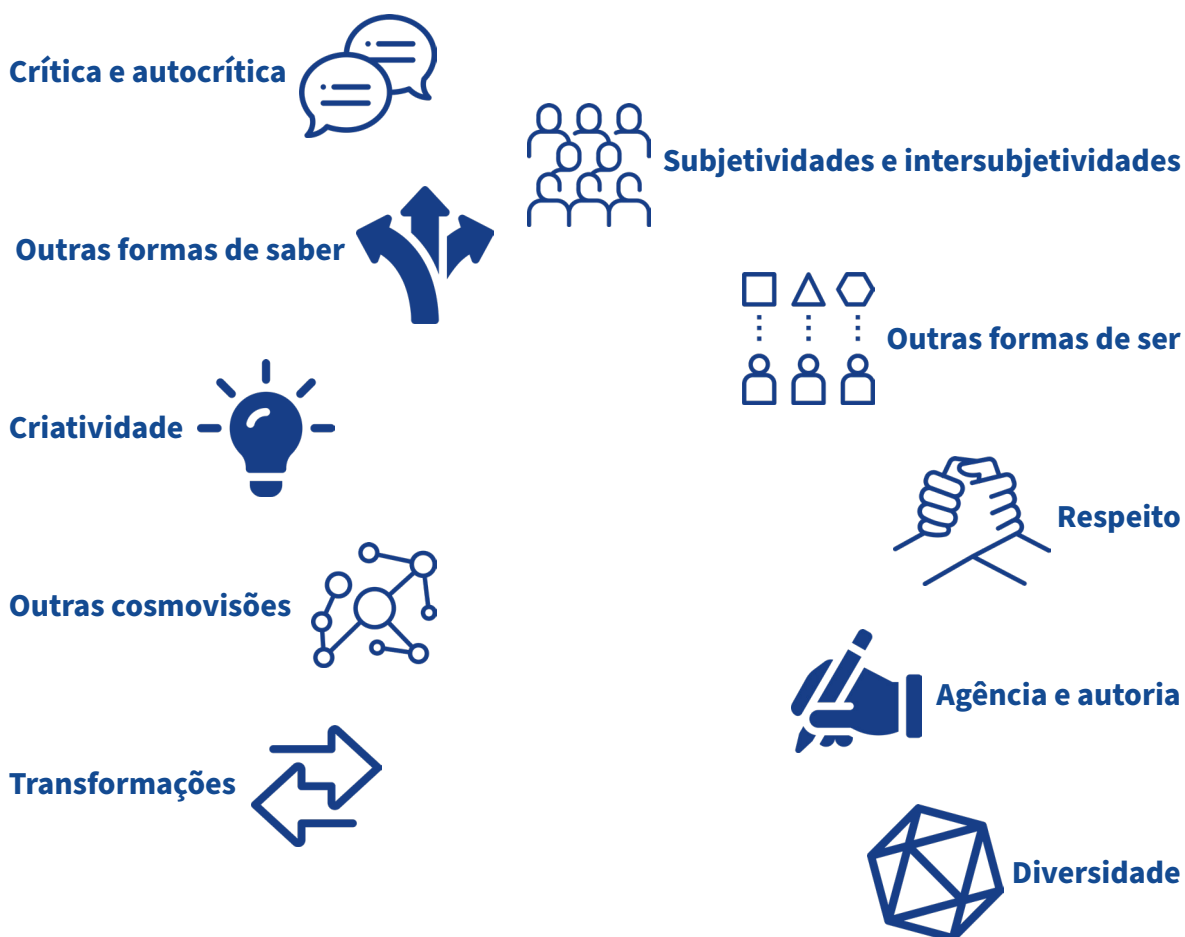 Crítica e autocrítica
Subjetividades e intersubjetividades
Outras formas de saber
Outras formas de ser
Criatividade
Respeito
Outras cosmovisões
Agência e autoria
Transformações
Diversidade